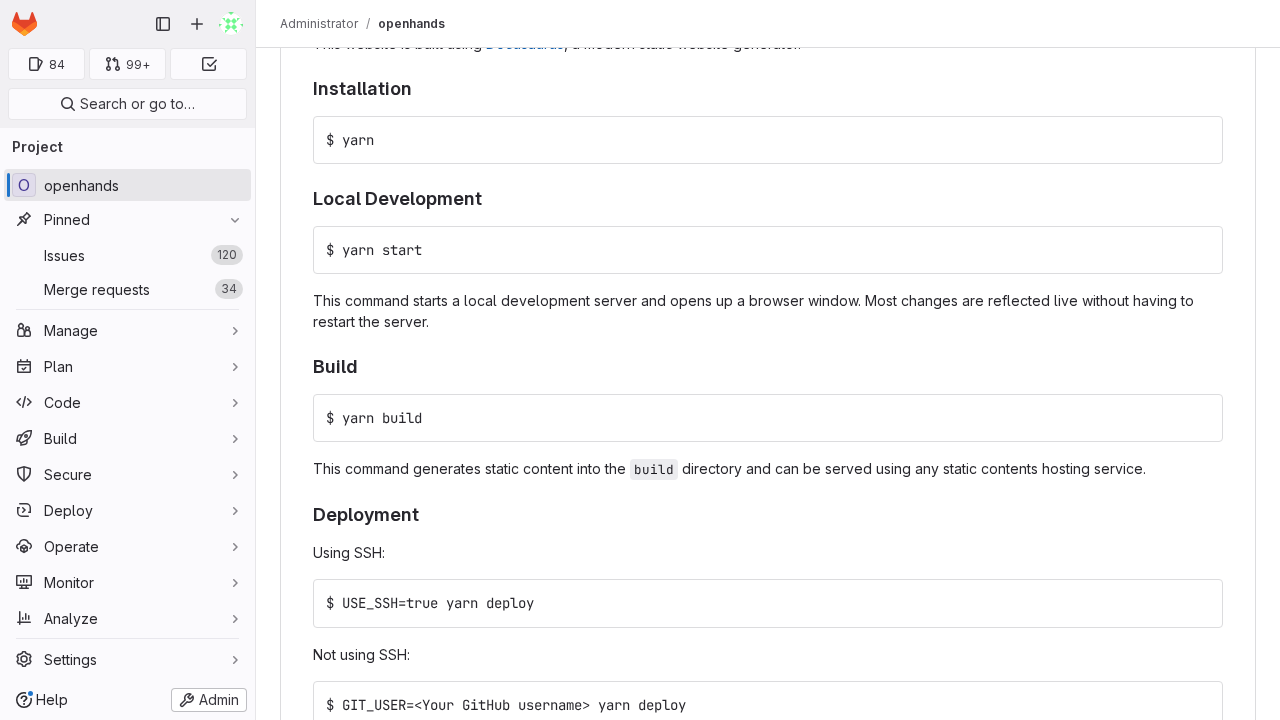 Administrator / openhands
This website is built using Docusaurus, a modern static website generator.
84
99+
Search or go to…
Project
O openhands
Pinned
Issues 120
Merge requests 34
Manage
Plan
Code
Build
Secure
Deploy
Operate
Monitor
Analyze
Settings
Help
Admin
Installation
$ yarn
Local Development
$ yarn start
This command starts a local development server and opens up a browser window. Most changes are reflected live without having to
restart the server.
Build
$ yarn build
This command generates static content into the build directory and can be served using any static contents hosting service.
Deployment
Using SSH:
$ USE_SSH=true yarn deploy
Not using SSH:
$ GIT_USER=<Your GitHub username> yarn deploy